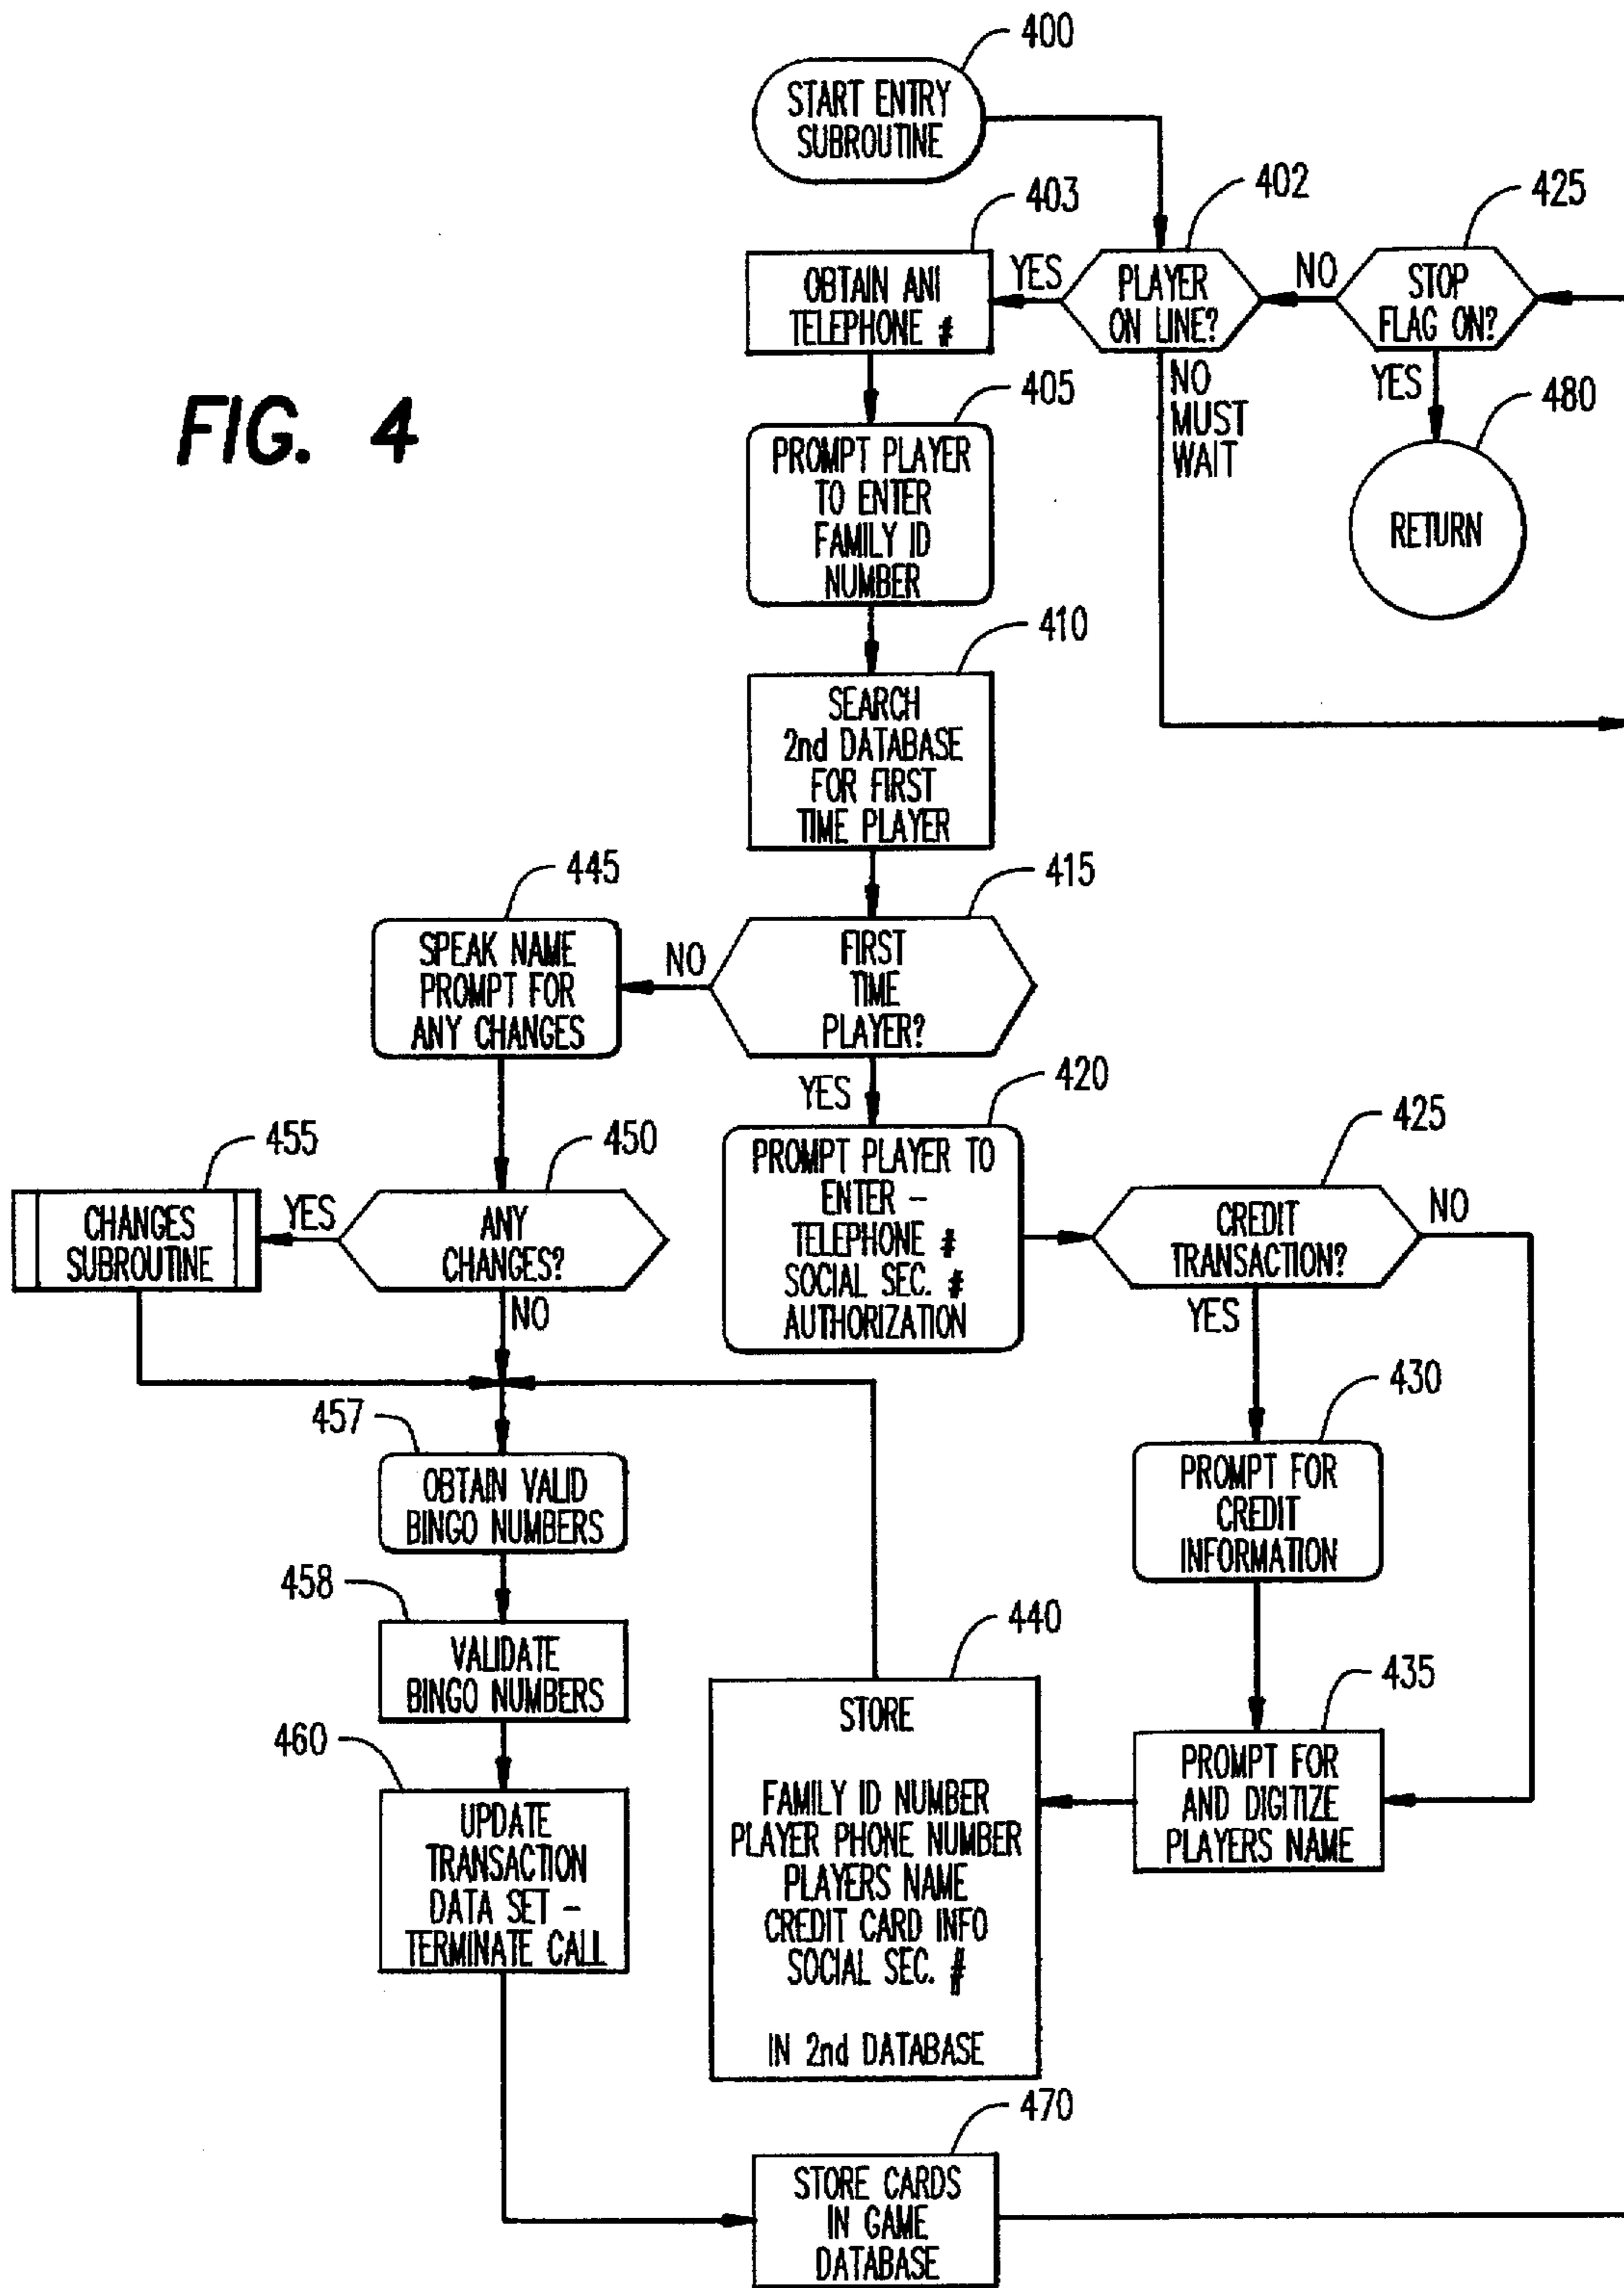 400
START ENTRY
SUBROUTINE
403
402
425
OBTAIN ANI
TELEPHONE #
YES
PLAYER
ON LINE?
NO
STOP
FLAG ON?
NO
MUST
WAIT
YES
480
RETURN
FIG. 4
405
PROMPT PLAYER
TO ENTER
FAMILY ID
NUMBER
410
SEARCH
2nd DATABASE
FOR FIRST
TIME PLAYER
445
415
SPEAK NAME
PROMPT FOR
ANY CHANGES
NO
FIRST
TIME
PLAYER?
YES
420
455
450
425
CHANGES
SUBROUTINE
YES
ANY
CHANGES?
NO
PROMPT PLAYER TO
ENTER -
TELEPHONE #
SOCIAL SEC. #
AUTHORIZATION
CREDIT
TRANSACTION?
NO
YES
457
430
OBTAIN VALID
BINGO NUMBERS
PROMPT FOR
CREDIT
INFORMATION
458
VALIDATE
BINGO NUMBERS
440
435
STORE
FAMILY ID NUMBER
PLAYER PHONE NUMBER
PLAYERS NAME
CREDIT CARD INFO
SOCIAL SEC. #
IN 2nd DATABASE
PROMPT FOR
AND DIGITIZE
PLAYERS NAME
460
UPDATE
TRANSACTION
DATA SET -
TERMINATE CALL
470
STORE CARDS
IN GAME
DATABASE